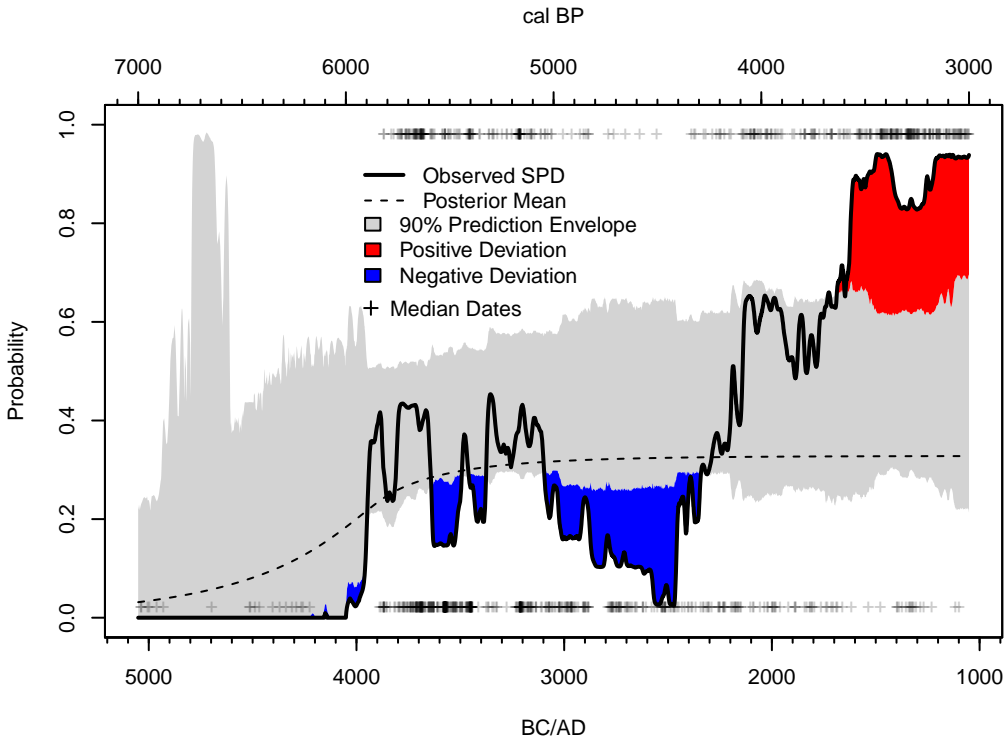 cal BP
7000 6000 5000 4000 3000
1.0
Observed SPD
Posterior Mean
0.8
90% Prediction Envelope
Positive Deviation
Negative Deviation
Median Dates
0.6
Probability
0.4
0.2
0.0
5000 4000 3000 2000 1000
BC/AD